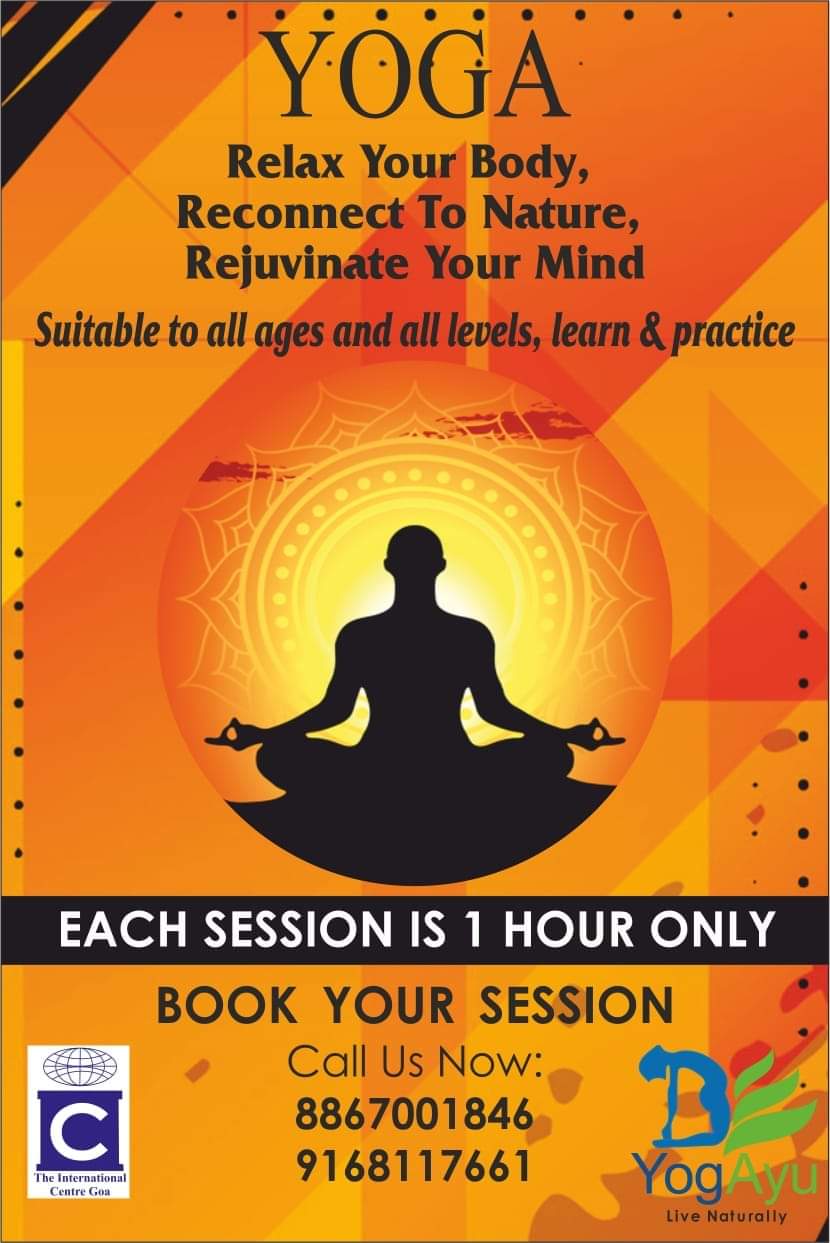 YOGA
Relax Your Body,
Reconnect To Nature,
Rejuvinate Your Mind
Suitable to all ages and all levels, learn & practice
EACH SESSION IS 1 HOUR ONLY
BOOK YOUR SESSION
Call Us Now:
8867001846
9168117661
C
The International
Centre Goa
YogAyu
Live Naturally